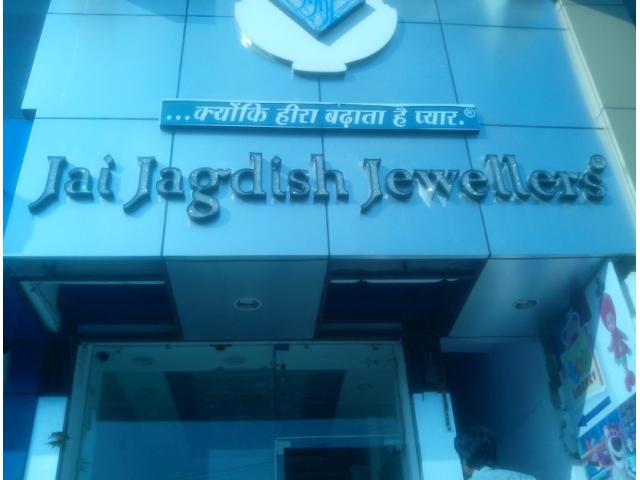 ...क्योंकि हीरा बढ़ाता है प्यार.®
Jai Jagdish Jewellers®